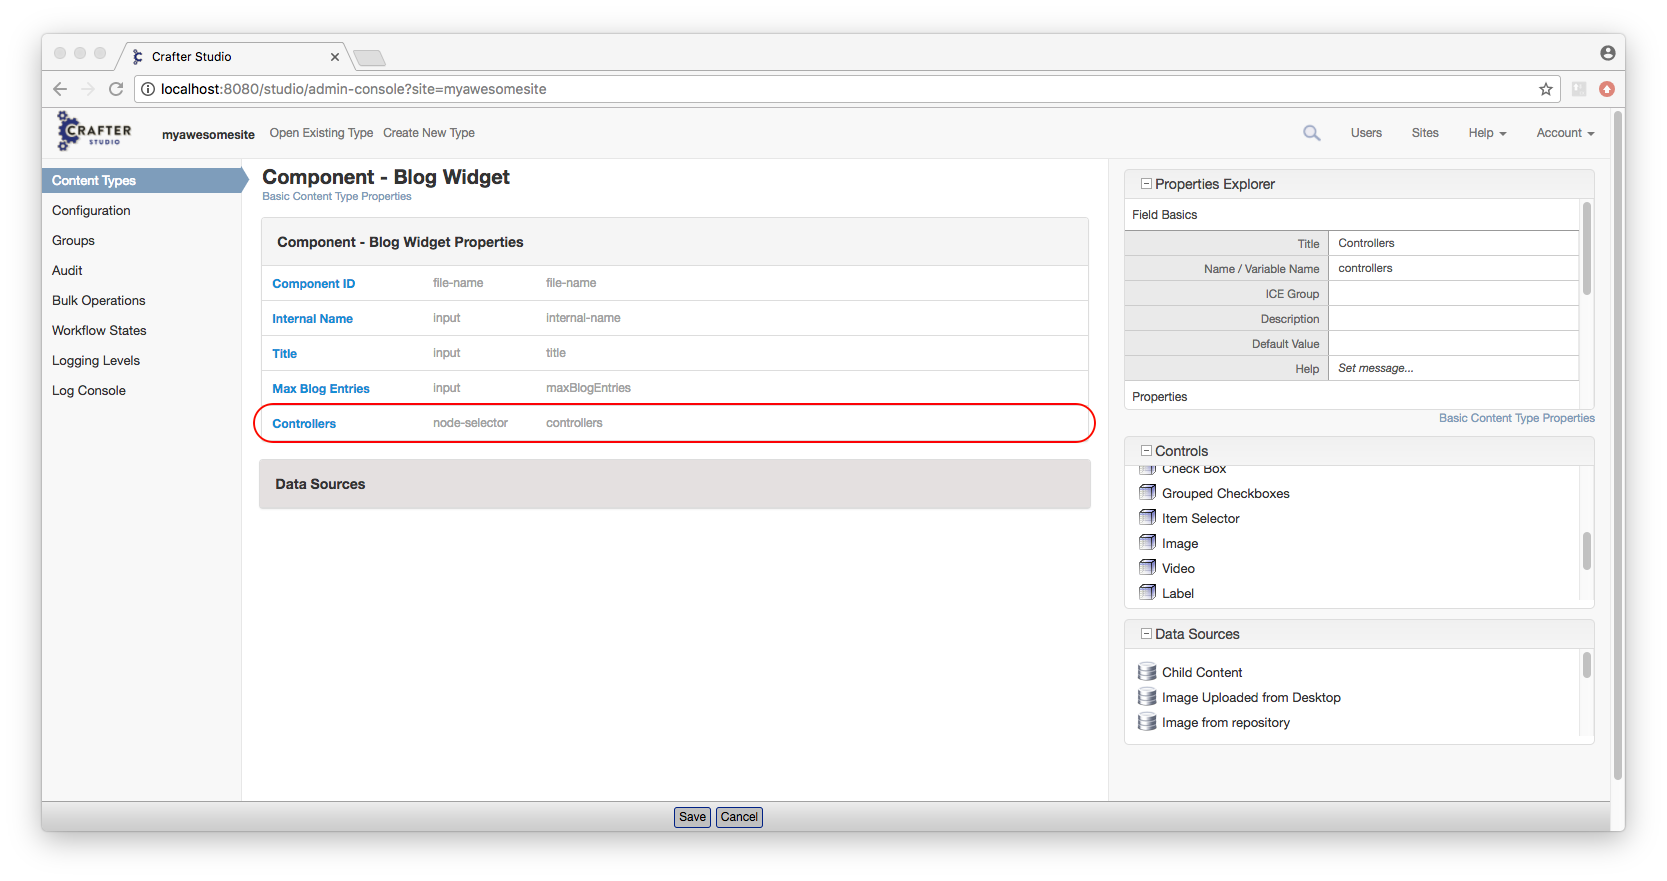 Crafter Studio
localhost:8080/studio/admin-console?site=myawesomesite
CRAFTER STUDIO
myawesomesite Open Existing Type Create New Type Users Sites Help Account
Content Types
Configuration
Groups
Audit
Bulk Operations
Workflow States
Logging Levels
Log Console
Component - Blog Widget
Basic Content Type Properties
Component - Blog Widget Properties
Component ID file-name file-name
Internal Name input internal-name
Title input title
Max Blog Entries input maxBlogEntries
Controllers node-selector controllers
Data Sources
Properties Explorer
Field Basics
Title Controllers
Name / Variable Name controllers
ICE Group
Description
Default Value
Help Set message...
Properties
Basic Content Type Properties
Controls
Check Box
Grouped Checkboxes
Item Selector
Image
Video
Label
Data Sources
Child Content
Image Uploaded from Desktop
Image from repository
Save Cancel